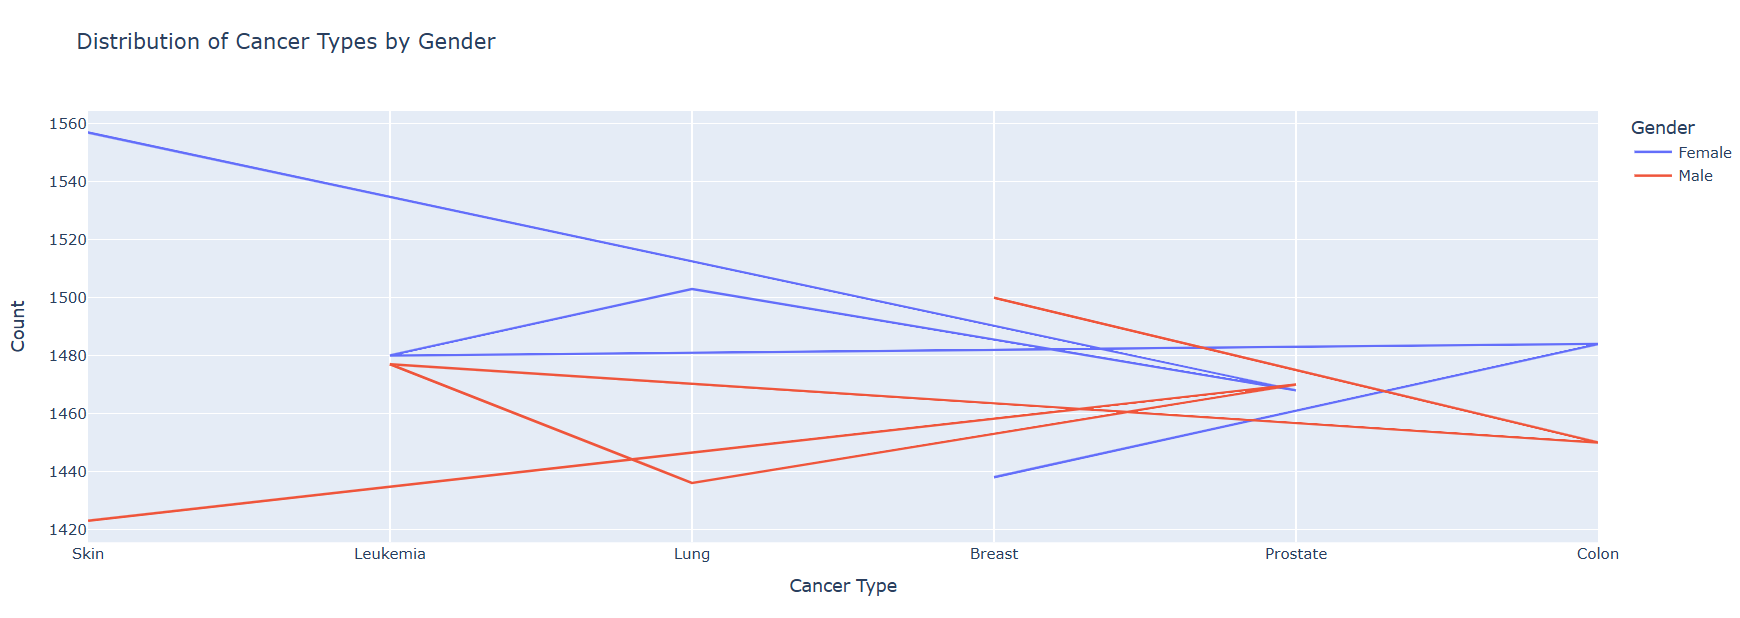 Distribution of Cancer Types by Gender
Gender
Female
Male
Count
1560
1540
1520
1500
1480
1460
1440
1420
Skin Leukemia Lung Breast Prostate Colon
Cancer Type